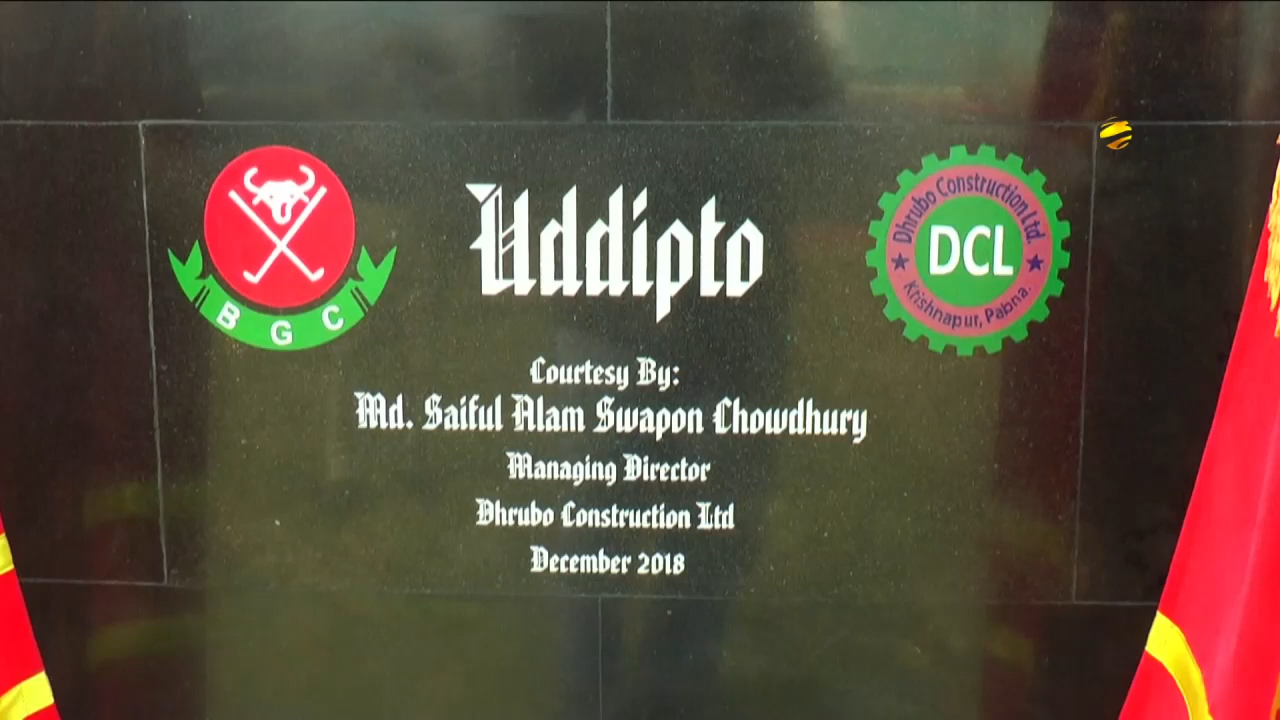 B G C
Uddipto
Dhrubo Construction Ltd.
DCL
Krishnapur, Pabna.
Courtesy By:
Md. Saiful Alam Swapon Chowdhury
Managing Director
Dhrubo Construction Ltd
December 2018